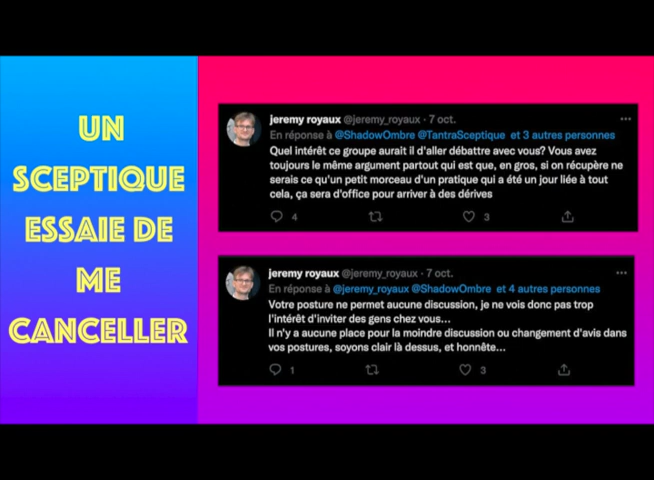 UN
SCEPTIQUE
ESSAIE DE
ME
CANCELLER
jeremy royaux @jeremy_royaux · 7 oct.
En réponse à @ShadowOmbre @TantraSceptique et 3 autres personnes
Quel intérêt ce groupe aurait il d'aller débattre avec vous? Vous avez
toujours le même argument partout qui est que, en gros, si on récupère ne
serais ce qu'un petit morceau d'un pratique qui a été un jour liée à tout
cela, ça sera d'office pour arriver à des dérives
4 3
jeremy royaux @jeremy_royaux · 7 oct.
En réponse à @jeremy_royaux @ShadowOmbre et 4 autres personnes
Votre posture ne permet aucune discussion, je ne vois donc pas trop
l'intérêt d'inviter des gens chez vous...
Il n'y a aucune place pour la moindre discussion ou changement d'avis dans
vos postures, soyons clair là dessus, et honnête...
1 3